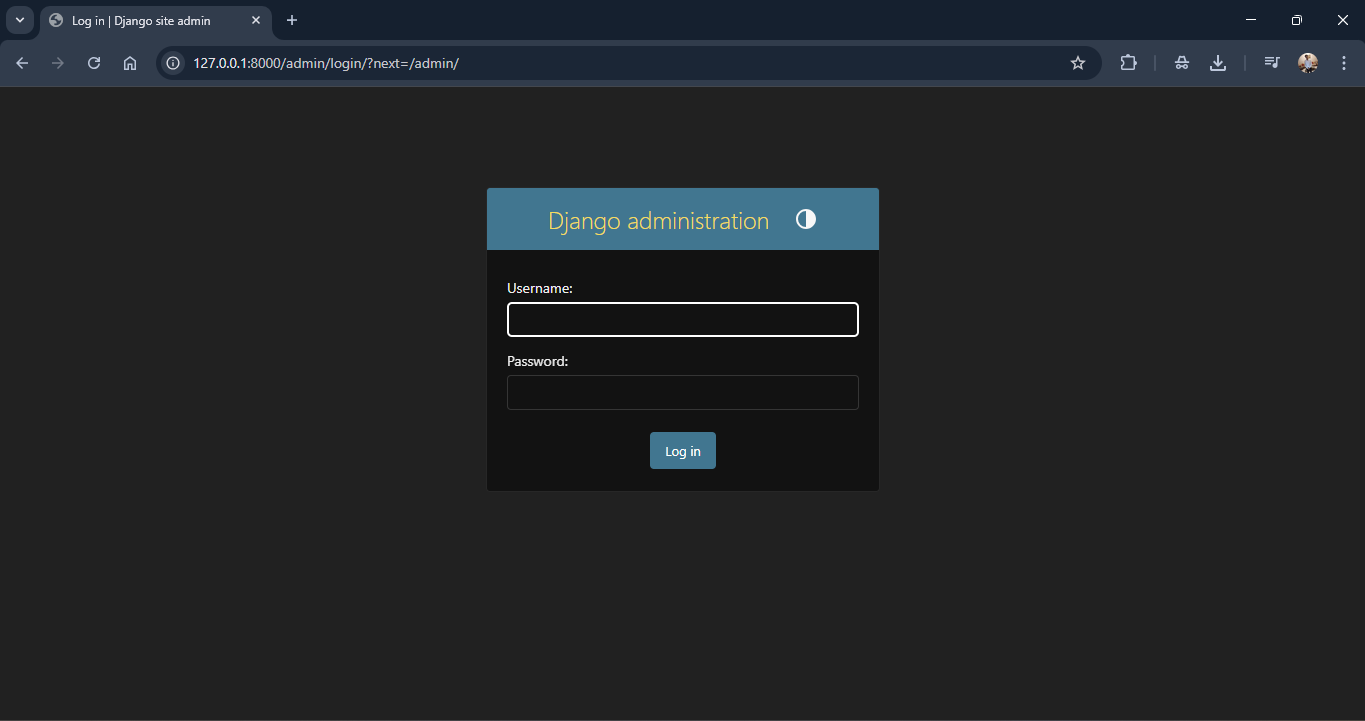 Log in | Django site admin
127.0.0.1:8000/admin/login/?next=/admin/
Django administration
Username:
Password:
Log in